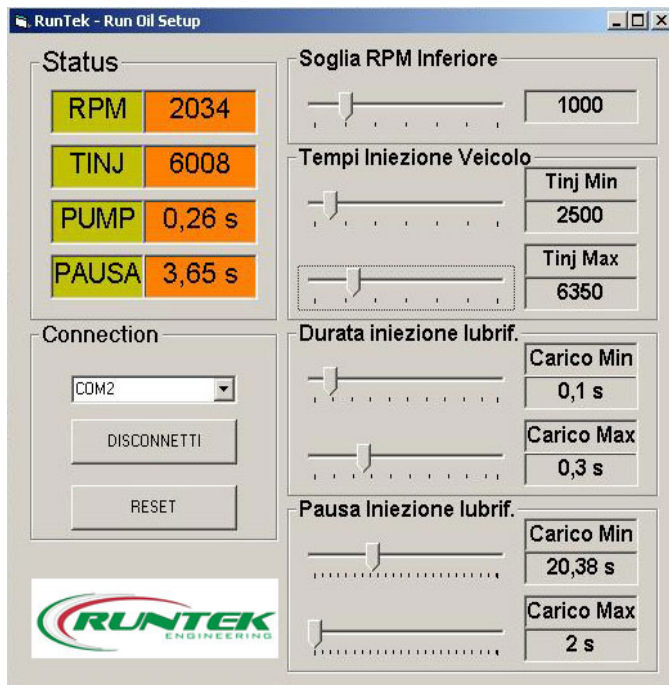 RunTek - Run Oil Setup
Status
RPM 2034
TINJ 6008
PUMP 0,26 s
PAUSA 3,65 s
Connection
COM2
DISCONNETTI
RESET
RUNTEK
ENGINEERING
Soglia RPM Inferiore
1000
Tempi Iniezione Veicolo
Tinj Min
2500
Tinj Max
6350
Durata iniezione lubrif.
Carico Min
0,1 s
Carico Max
0,3 s
Pausa Iniezione lubrif.
Carico Min
20,38 s
Carico Max
2 s